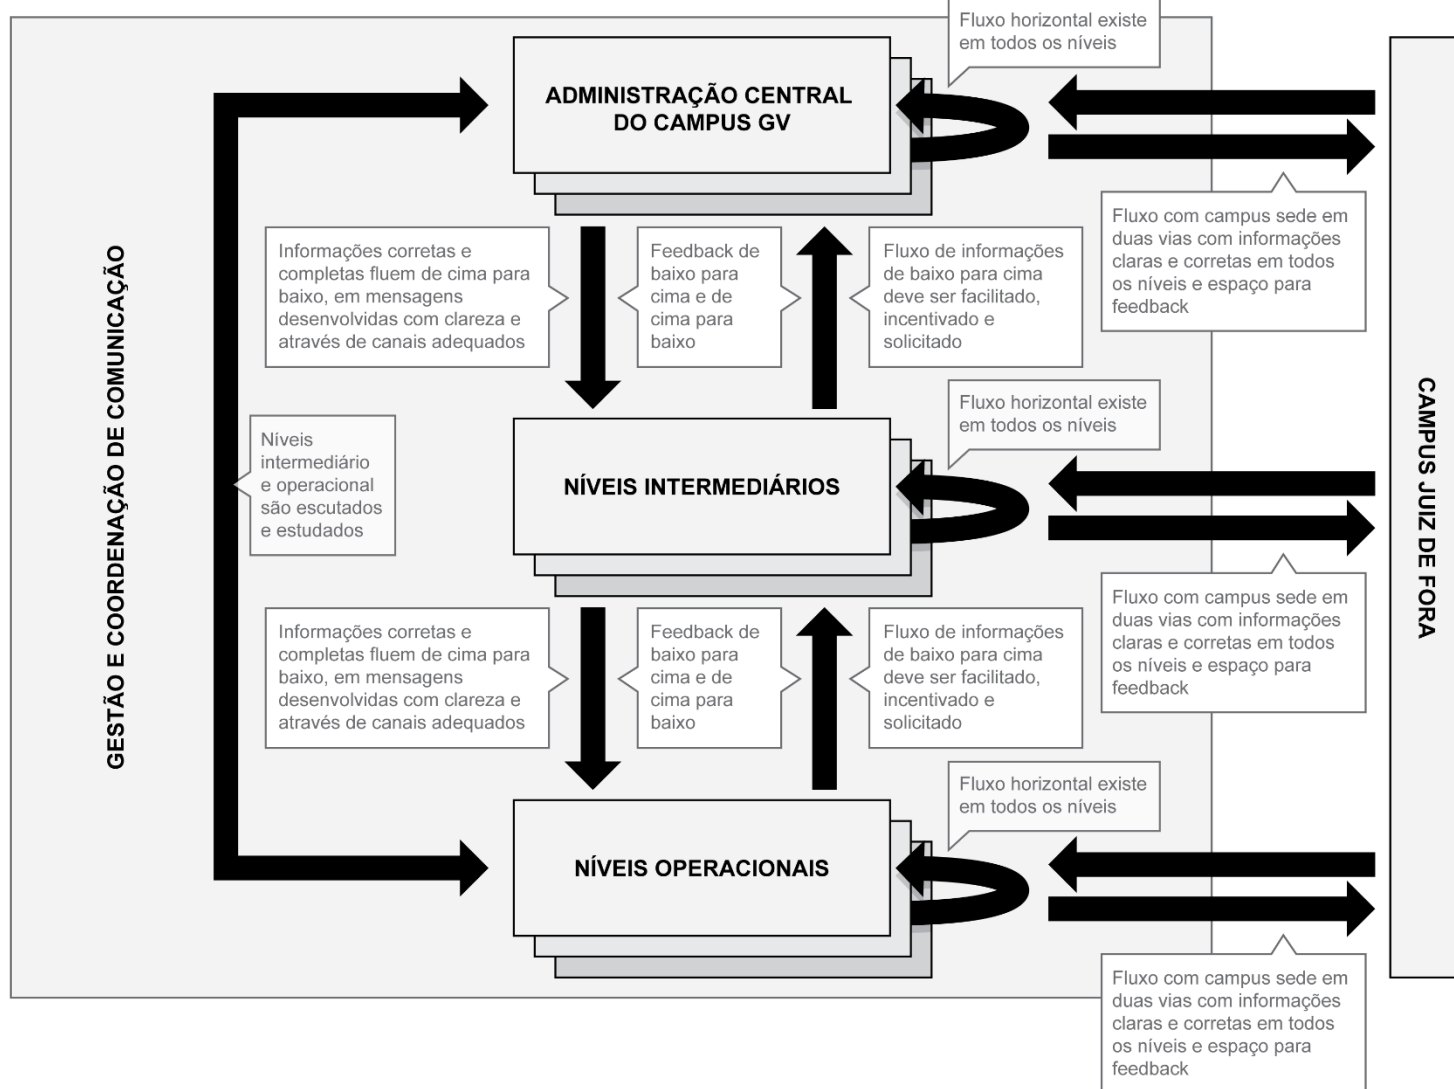 Fluxo horizontal existe
em todos os níveis
ADMINISTRAÇÃO CENTRAL
DO CAMPUS GV
Fluxo com campus sede em
duas vias com informações
claras e corretas em todos
os níveis e espaço para
feedback
Informações corretas e
completas fluem de cima para
baixo, em mensagens
desenvolvidas com clareza e
através de canais adequados
Feedback de
baixo para
cima e de
cima para
baixo
Fluxo de informações
de baixo para cima
deve ser facilitado,
incentivado e
solicitado
GESTÃO E COORDENAÇÃO DE COMUNICAÇÃO
CAMPUS JUIZ DE FORA
Níveis
intermediário
e operacional
são escutados
e estudados
Fluxo horizontal existe
em todos os níveis
NÍVEIS INTERMEDIÁRIOS
Fluxo com campus sede em
duas vias com informações
claras e corretas em todos
os níveis e espaço para
feedback
Informações corretas e
completas fluem de cima para
baixo, em mensagens
desenvolvidas com clareza e
através de canais adequados
Feedback de
baixo para
cima e de
cima para
baixo
Fluxo de informações
de baixo para cima
deve ser facilitado,
incentivado e
solicitado
Fluxo horizontal existe
em todos os níveis
NÍVEIS OPERACIONAIS
Fluxo com campus sede em
duas vias com informações
claras e corretas em todos
os níveis e espaço para
feedback